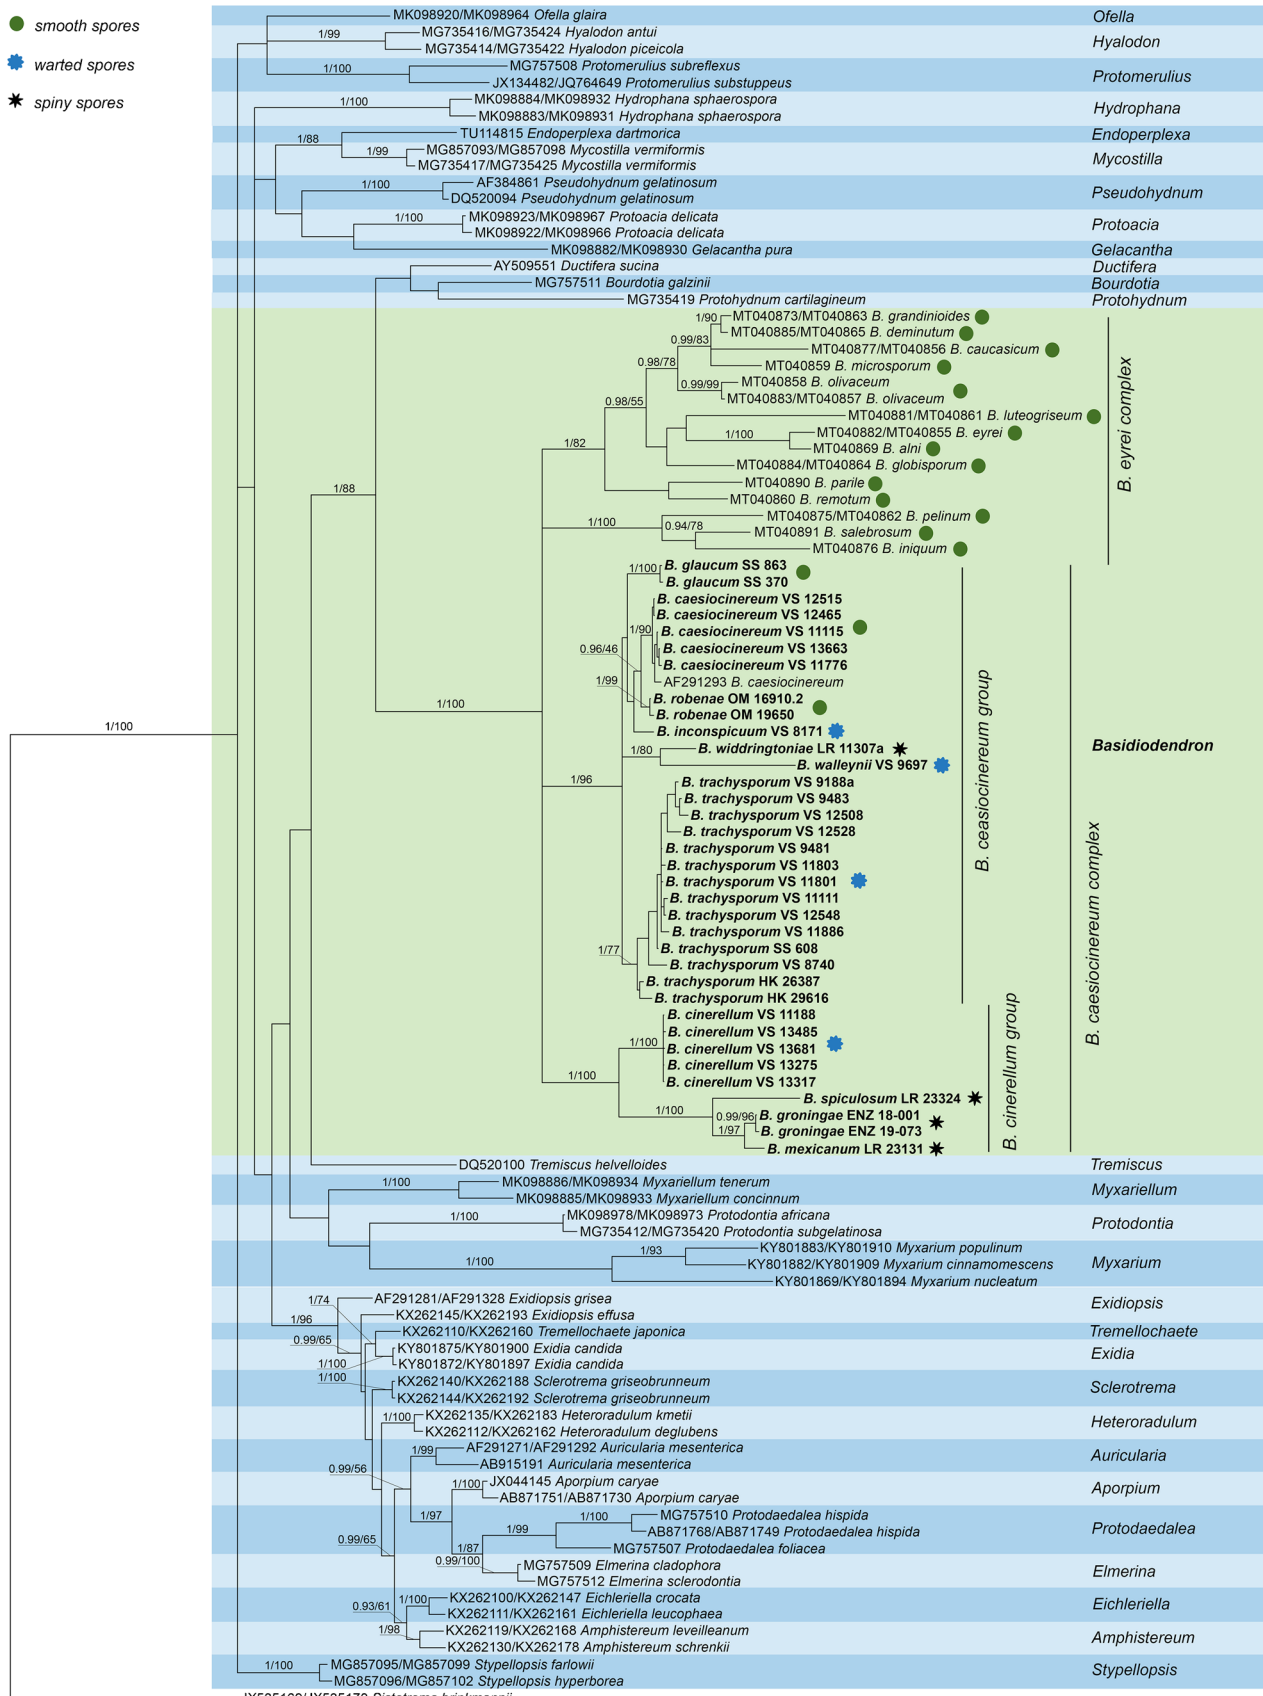 smooth spores
warted spores
spiny spores
MK098920/MK098964 Ofella glaira
Ofella
1/99
MG735416/MG735424 Hyalodon antui
MG735414/MG735422 Hyalodon piceicola
Hyalodon
1/100
MG757508 Protomerulius subreflexus
JX134482/JQ764649 Protomerulius substuppeus
Protomerulius
1/100
MK098884/MK098932 Hydrophana sphaerospora
MK098883/MK098931 Hydrophana sphaerospora
Hydrophana
1/88
TU114815 Endoperplexa dartmorica
Endoperplexa
1/99
MG857093/MG857098 Mycostilla vermiformis
MG735417/MG735425 Mycostilla vermiformis
Mycostilla
1/100
AF384861 Pseudohydnum gelatinosum
DQ520094 Pseudohydnum gelatinosum
Pseudohydnum
1/100
MK098923/MK098967 Protoacia delicata
MK098922/MK098966 Protoacia delicata
Protoacia
MK098882/MK098930 Gelacantha pura
Gelacantha
AY509551 Ductifera sucina
Ductifera
MG757511 Bourdotia galzinii
Bourdotia
MG735419 Protohydnum cartilagineum
Protohydnum
1/90
MT040873/MT040863 B. grandinioides
MT040885/MT040865 B. deminutum
0.99/83
MT040877/MT040856 B. caucasicum
0.98/78
MT040859 B. microsporum
0.99/99
MT040858 B. olivaceum
MT040883/MT040857 B. olivaceum
0.98/55
MT040881/MT040861 B. luteogriseum
1/100
MT040882/MT040855 B. eyrei
MT040869 B. alni
1/82
MT040884/MT040864 B. globisporum
MT040890 B. parile
MT040860 B. remotum
1/88
1/100
MT040875/MT040862 B. pelinum
0.94/78
MT040891 B. salebrosum
MT040876 B. iniquum
B. eyrei complex
1/100
B. glaucum SS 863
B. glaucum SS 370
B. caesiocinereum VS 12515
B. caesiocinereum VS 12465
1/90
B. caesiocinereum VS 11115
0.96/46
B. caesiocinereum VS 13663
B. caesiocinereum VS 11776
1/99
AF291293 B. caesiocinereum
B. robenae OM 16910.2
1/100
B. robenae OM 19650
1/100
B. inconspicuum VS 8171
1/80
B. widdringtoniae LR 11307a
B. walleynii VS 9697
1/96
B. trachysporum VS 9188a
B. trachysporum VS 9483
B. trachysporum VS 12508
B. trachysporum VS 12528
B. trachysporum VS 9481
B. trachysporum VS 11803
B. trachysporum VS 11801
B. trachysporum VS 11111
B. trachysporum VS 12548
B. trachysporum VS 11886
1/77
B. trachysporum SS 608
B. trachysporum VS 8740
B. trachysporum HK 26387
B. trachysporum HK 29616
B. ceasiocinereum group
Basidiodendron
B. caesiocinereum complex
B. cinerellum VS 11188
B. cinerellum VS 13485
1/100
B. cinerellum VS 13681
B. cinerellum VS 13275
1/100
B. cinerellum VS 13317
B. spiculosum LR 23324
1/100
0.99/96
B. groningae ENZ 18-001
1/97
B. groningae ENZ 19-073
B. mexicanum LR 23131
B. cinerellum group
DQ520100 Tremiscus helvelloides
Tremiscus
1/100
MK098886/MK098934 Myxariellum tenerum
MK098885/MK098933 Myxariellum concinnum
Myxariellum
1/100
MK098978/MK098973 Protodontia africana
MG735412/MG735420 Protodontia subgelatinosa
Protodontia
1/93
KY801883/KY801910 Myxarium populinum
1/100
KY801882/KY801909 Myxarium cinnamomescens
KY801869/KY801894 Myxarium nucleatum
Myxarium
1/74
AF291281/AF291328 Exidiopsis grisea
1/96
KX262145/KX262193 Exidiopsis effusa
Exidiopsis
0.99/65
KX262110/KX262160 Tremellochaete japonica
Tremellochaete
KY801875/KY801900 Exidia candida
1/100
KY801872/KY801897 Exidia candida
Exidia
1/100
KX262140/KX262188 Sclerotrema griseobrunneum
KX262144/KX262192 Sclerotrema griseobrunneum
Sclerotrema
1/100
KX262135/KX262183 Heteroradulum kmetii
KX262112/KX262162 Heteroradulum deglubens
Heteroradulum
1/99
AF291271/AF291292 Auricularia mesenterica
0.99/56
AB915191 Auricularia mesenterica
Auricularia
1/100
JX044145 Aporpium caryae
AB871751/AB871730 Aporpium caryae
Aporpium
1/97
1/100
MG757510 Protodaedalea hispida
1/99
AB871768/AB871749 Protodaedalea hispida
0.99/65
1/87
MG757507 Protodaedalea foliacea
Protodaedalea
0.99/100
MG757509 Elmerina cladophora
MG757512 Elmerina sclerodontia
Elmerina
1/100
KX262100/KX262147 Eichleriella crocata
0.93/61
KX262111/KX262161 Eichleriella leucophaea
Eichleriella
1/98
KX262119/KX262168 Amphistereum leveilleanum
KX262130/KX262178 Amphistereum schrenkii
Amphistereum
1/100
MG857095/MG857099 Stypellopsis farlowii
MG857096/MG857102 Stypellopsis hyperborea
Stypellopsis